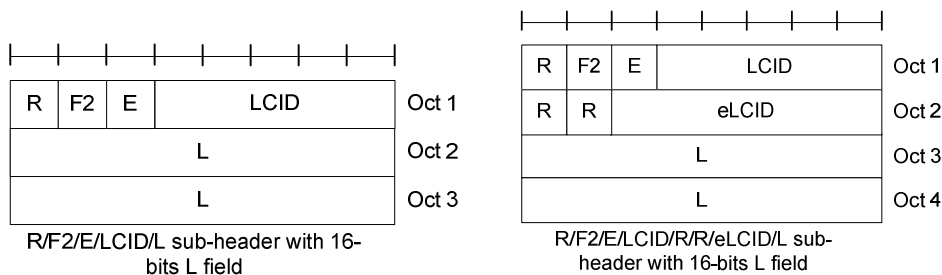 R F2 E LCID Oct 1
L Oct 2
L Oct 3
R/F2/E/LCID/L sub-header with 16-
bits L field
R F2 E LCID Oct 1
R R eLCID Oct 2
L Oct 3
L Oct 4
R/F2/E/LCID/R/R/eLCID/L sub-
header with 16-bits L field